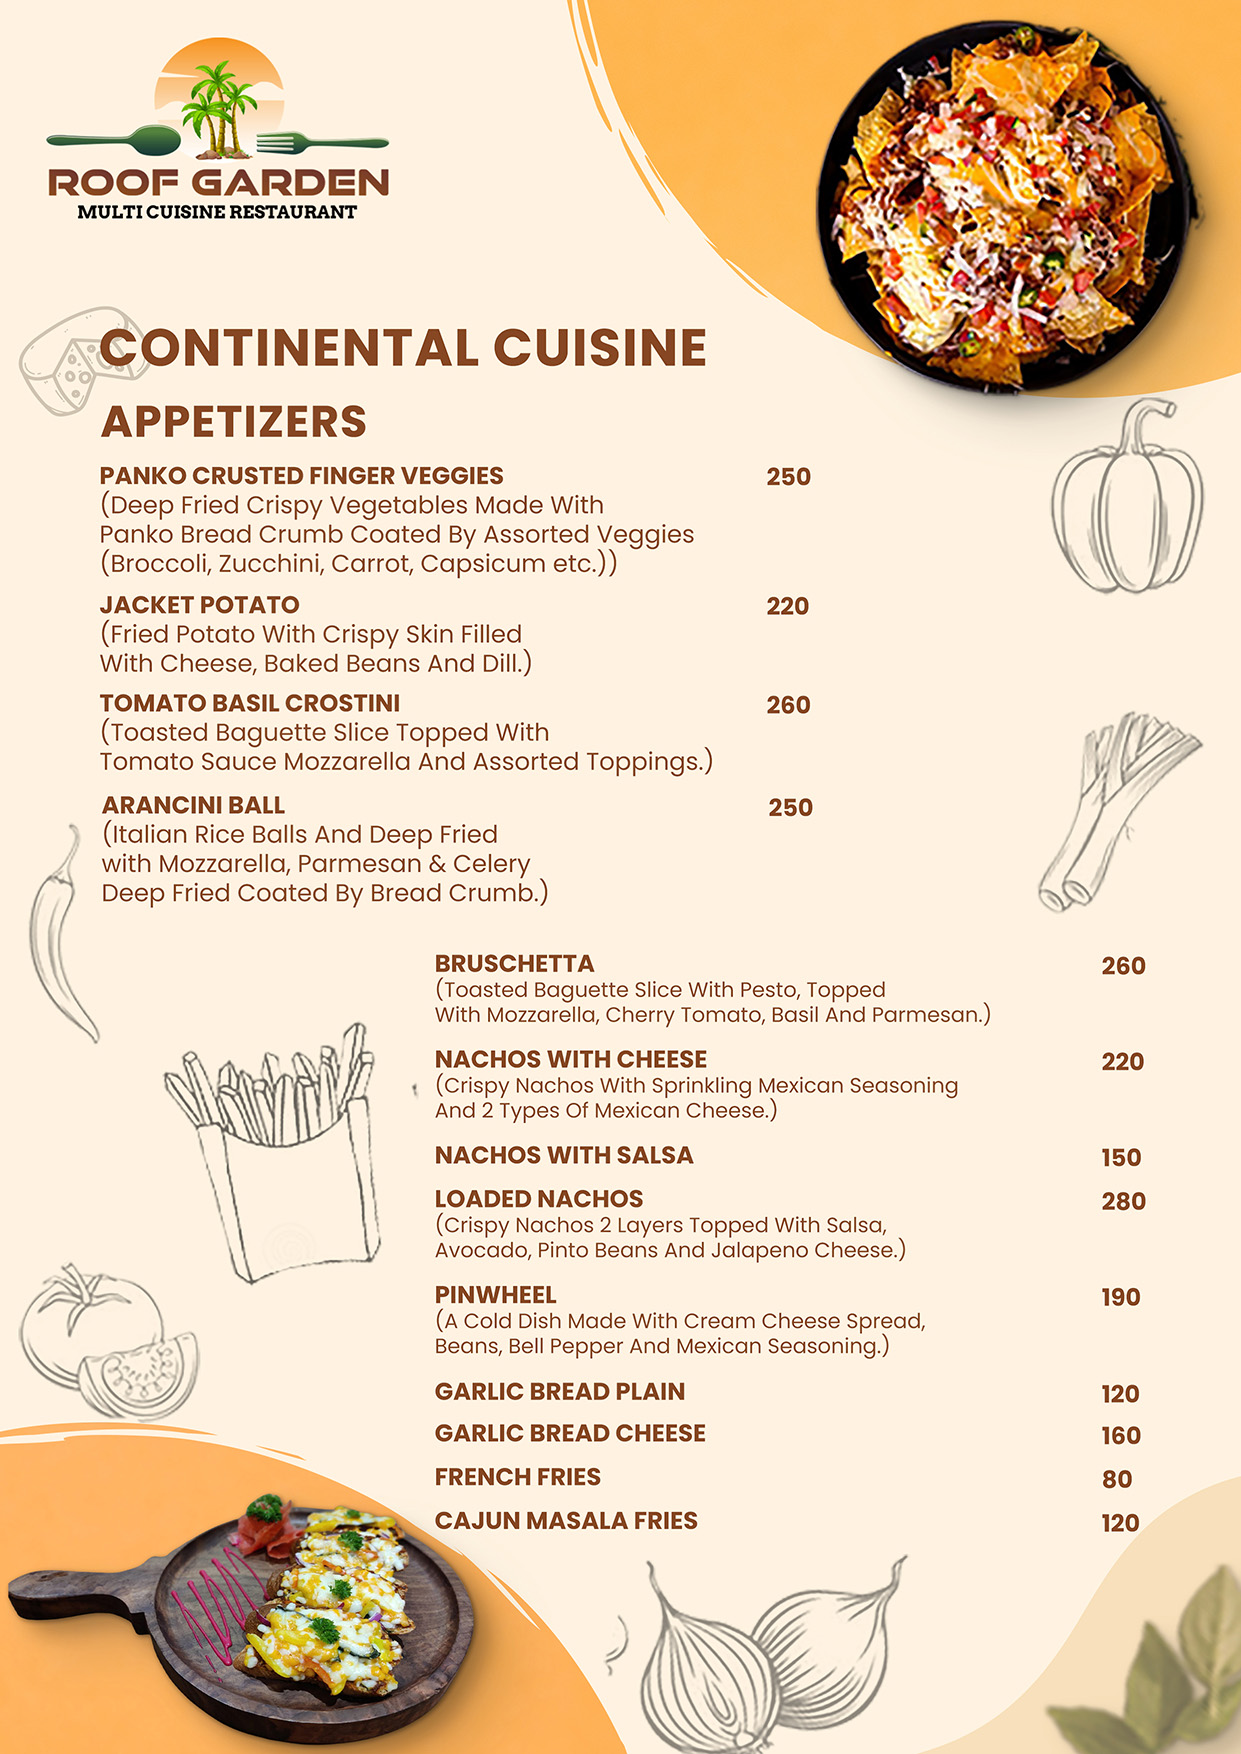 ROOF GARDEN
MULTI CUISINE RESTAURANT
CONTINENTAL CUISINE
APPETIZERS
PANKO CRUSTED FINGER VEGGIES 250
(Deep Fried Crispy Vegetables Made With
Panko Bread Crumb Coated By Assorted Veggies
(Broccoli, Zucchini, Carrot, Capsicum etc.))
JACKET POTATO 220
(Fried Potato With Crispy Skin Filled
With Cheese, Baked Beans And Dill.)
TOMATO BASIL CROSTINI 260
(Toasted Baguette Slice Topped With
Tomato Sauce Mozzarella And Assorted Toppings.)
ARANCINI BALL 250
(Italian Rice Balls And Deep Fried
with Mozzarella, Parmesan & Celery
Deep Fried Coated By Bread Crumb.)
BRUSCHETTA 260
(Toasted Baguette Slice With Pesto, Topped
With Mozzarella, Cherry Tomato, Basil And Parmesan.)
NACHOS WITH CHEESE 220
(Crispy Nachos With Sprinkling Mexican Seasoning
And 2 Types Of Mexican Cheese.)
NACHOS WITH SALSA 150
LOADED NACHOS 280
(Crispy Nachos 2 Layers Topped With Salsa,
Avocado, Pinto Beans And Jalapeno Cheese.)
PINWHEEL 190
(A Cold Dish Made With Cream Cheese Spread,
Beans, Bell Pepper And Mexican Seasoning.)
GARLIC BREAD PLAIN 120
GARLIC BREAD CHEESE 160
FRENCH FRIES 80
CAJUN MASALA FRIES 120